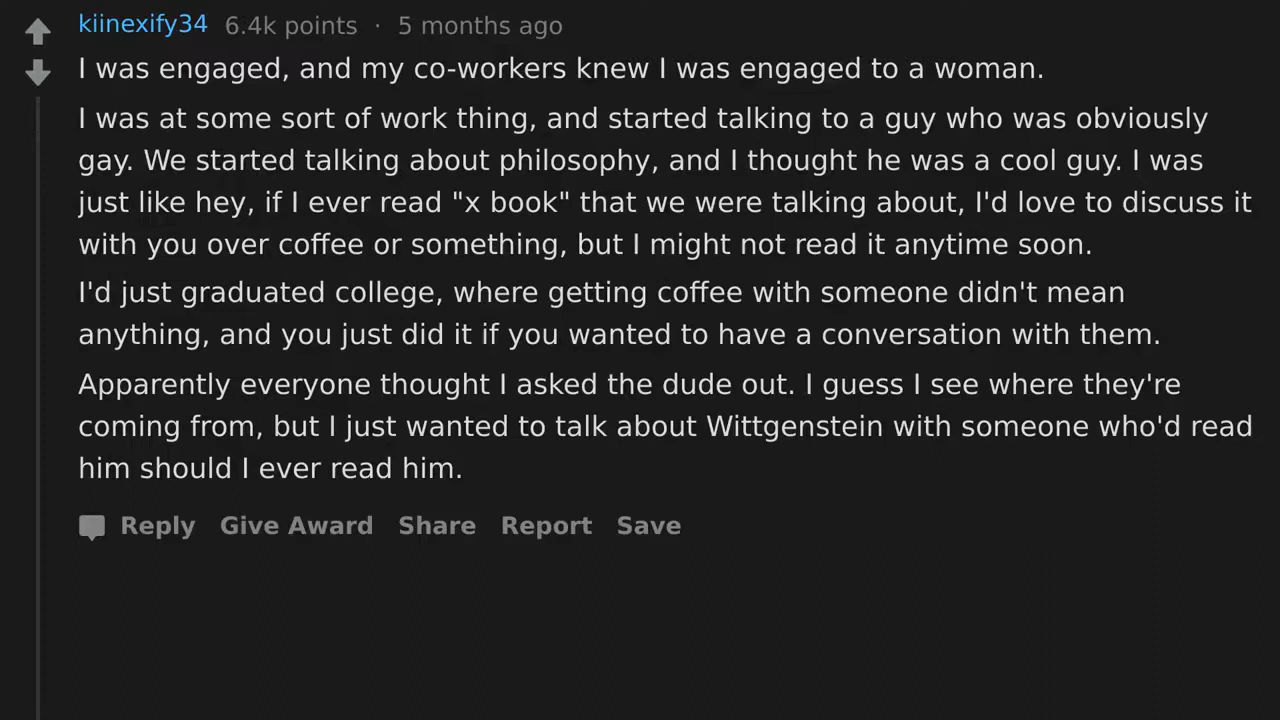 kiinexify34 6.4k points · 5 months ago
I was engaged, and my co-workers knew I was engaged to a woman.
I was at some sort of work thing, and started talking to a guy who was obviously
gay. We started talking about philosophy, and I thought he was a cool guy. I was
just like hey, if I ever read "x book" that we were talking about, I'd love to discuss it
with you over coffee or something, but I might not read it anytime soon.
I'd just graduated college, where getting coffee with someone didn't mean
anything, and you just did it if you wanted to have a conversation with them.
Apparently everyone thought I asked the dude out. I guess I see where they're
coming from, but I just wanted to talk about Wittgenstein with someone who'd read
him should I ever read him.
Reply Give Award Share Report Save